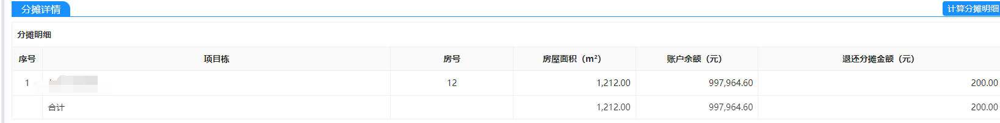 分摊详情 计算分摊明细
分摊明细
序号 项目栋 房号 房屋面积（m²） 账户余额（元） 退还分摊金额（元）
1 12 1,212.00 997,964.60 200.00
合计 1,212.00 997,964.60 200.00